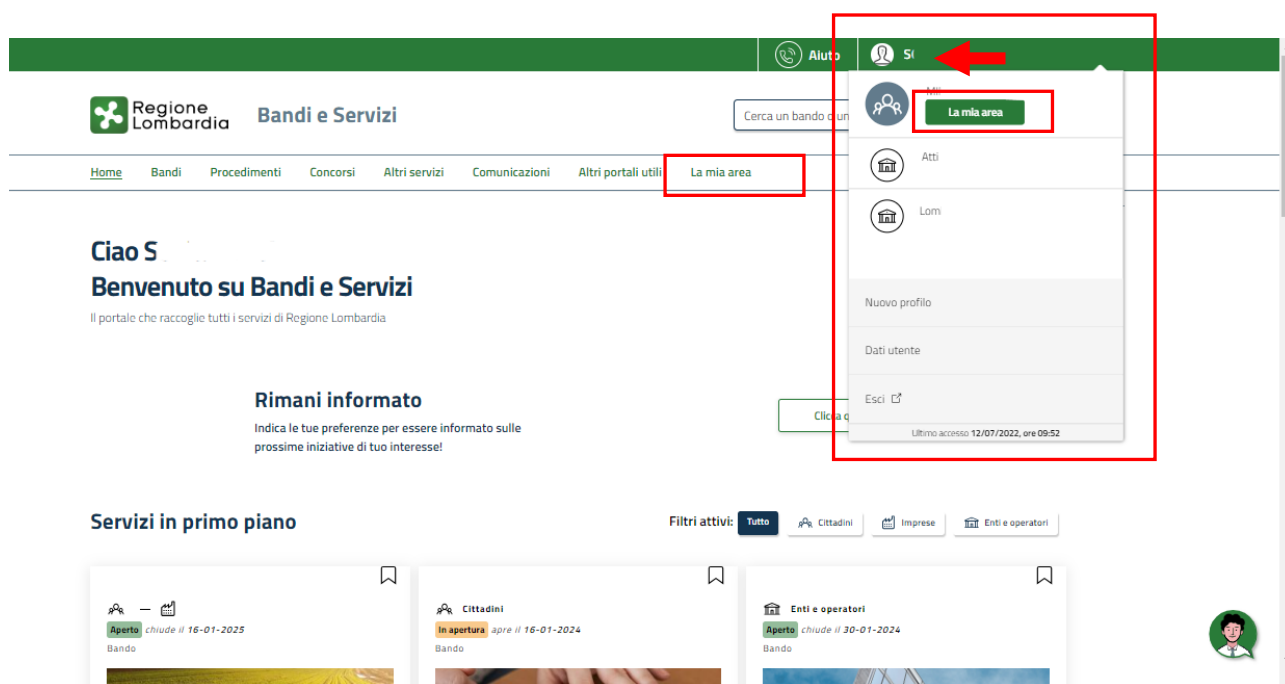 Aiuto
Regione
Lombardia
Bandi e Servizi
Cerca un bando o un
La mia area
Home Bandi Procedimenti Concorsi Altri servizi Comunicazioni Altri portali utili La mia area
Atti
Lom
Ciao S
Benvenuto su Bandi e Servizi
Il portale che raccoglie tutti i servizi di Regione Lombardia
Nuovo profilo
Dati utente
Esci
Ultimo accesso 12/07/2022, ore 09:52
Rimani informato
Indica le tue preferenze per essere informato sulle
prossime iniziative di tuo interesse!
Clicca q
Servizi in primo piano
Filtri attivi: Tutto Cittadini Imprese Enti e operatori
Aperto chiude il 16-01-2025
Bando
Cittadini
In apertura apre il 16-01-2024
Bando
Enti e operatori
Aperto chiude il 30-01-2024
Bando